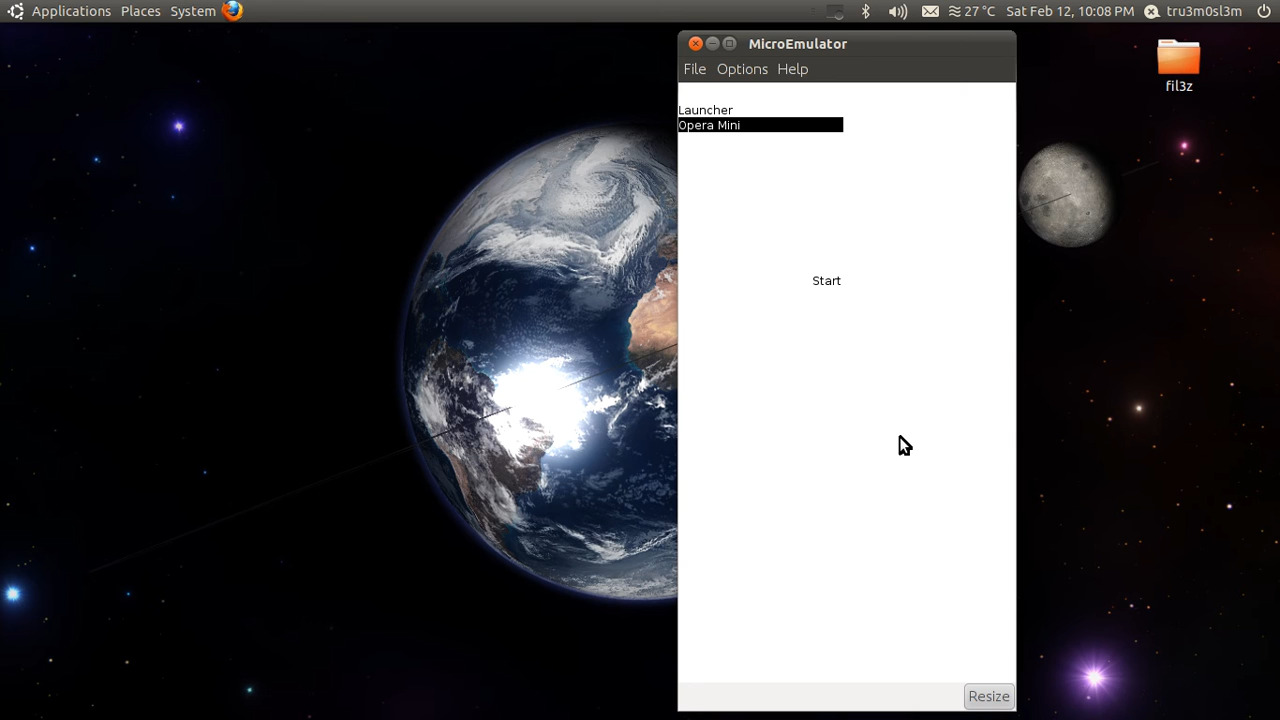 Applications Places System 27 °C Sat Feb 12, 10:08 PM tru3m0sl3m
MicroEmulator
File Options Help
fil3z
Launcher
Opera Mini
Start
Resize